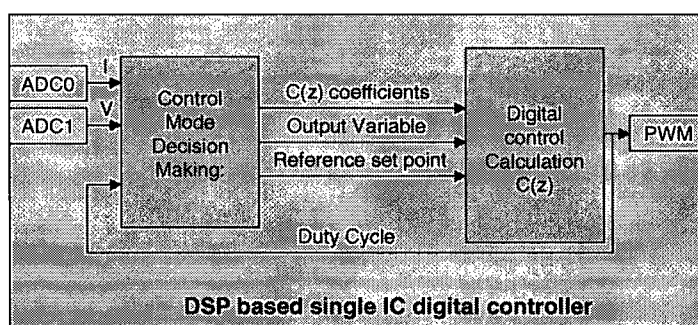 I
ADC0
V
ADC1
Control
Mode
Decision
Making:
C(z) coefficients
Output Variable
Reference set point
Digital
control
Calculation
C(z)
PWM
Duty Cycle
DSP based single IC digital controller